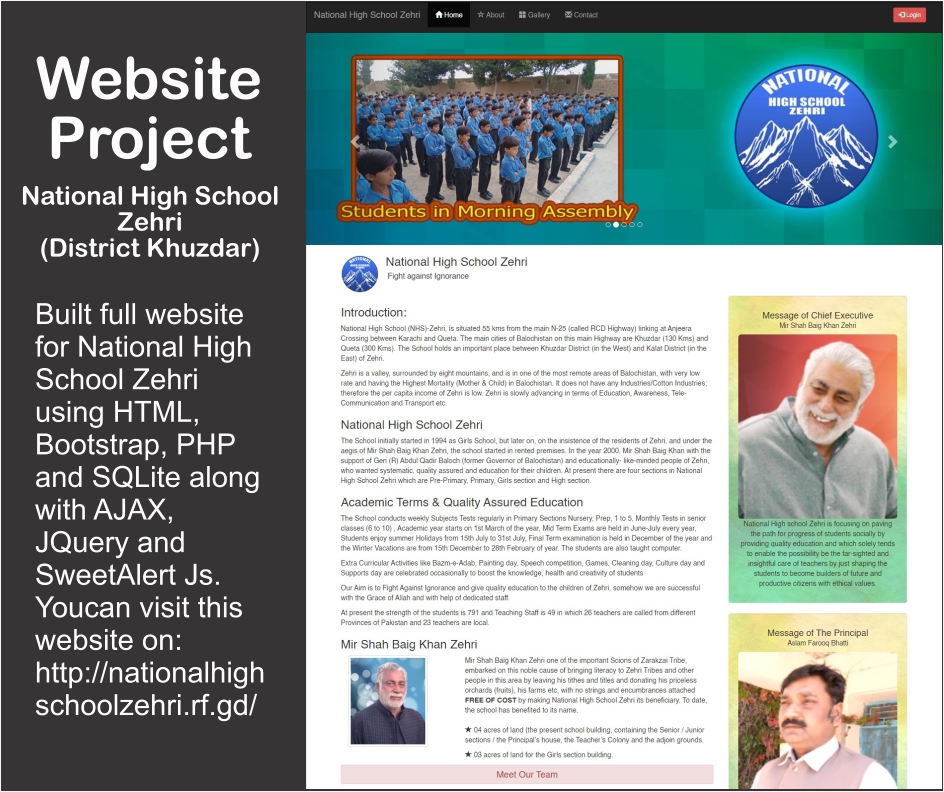 Website
Project
National High School
Zehri
(District Khuzdar)
Built full website
for National High
School Zehri
using HTML,
Bootstrap, PHP
and SQLite along
with AJAX,
JQuery and
SweetAlert Js.
Youcan visit this
website on:
http://nationalhigh
schoolzehri.rf.gd/
National High School Zehri Home About Gallery Contact Login
Students in Morning Assembly
NATIONAL
HIGH SCHOOL
ZEHRI
NATIONAL
HIGH SCHOOL
ZEHRI
National High School Zehri
Fight against Ignorance
Introduction:
National High School (NHS)-Zehri, is situated 55 kms from the main N-25 (called RCD Highway) linking at Anjeera
Crossing between Karachi and Queta. The main cities of Balochistan on this main Highway are Khuzdar (130 Kms) and
Queta (300 Kms). The School holds an important place between Khuzdar District (in the West) and Kalat District (in the
East) of Zehri.
Zehri is a valley, surrounded by eight mountains, and is in one of the most remote areas of Balochistan, with very low
rate and having the Highest Mortality (Mother & Child) in Balochistan. It does not have any Industries/Cotton Industries;
therefore the per capita income of Zehri is low. Zehri is slowly advancing in terms of Education, Awareness, Tele-
Communication and Transport etc.
National High School Zehri
The School initially started in 1994 as Girls School, but later on, on the insistence of the residents of Zehri, and under the
aegis of Mir Shah Baig Khan Zehri, the school started in rented premises. In the year 2000, Mir Shah Baig Khan with the
support of Gen (R) Abdul Qadir Baloch (former Governor of Balochistan) and educationally- like-minded people of Zehri,
who wanted systematic, quality assured and education for their children. At present there are four sections in National
High School Zehri which are Pre-Primary, Primary, Girls section and High section.
Academic Terms & Quality Assured Education
The School conducts weekly Subjects Tests regularly in Primary Sections Nursery, Prep, 1 to 5, Monthly Tests in senior
classes (6 to 10) , Academic year starts on 1st March of the year, Mid Term Exams are held in June-July every year,
Students enjoy summer Holidays from 15th July to 31st July, Final Term examination is held in December of the year and
the Winter Vacations are from 15th December to 28th February of year. The students are also taught computer.
Extra Curricular Activities like Bazm-e-Adab, Painting day, Speech competition, Games, Cleaning day, Culture day and
Supports day are celebrated occasionally to boost the knowledge, health and creativity of students
Our Aim is to Fight Against Ignorance and give quality education to the children of Zehri, somehow we are successful
with the Grace of Allah and with help of dedicated staff.
At present the strength of the students is 791 and Teaching Staff is 49 in which 26 teachers are called from different
Provinces of Pakistan and 23 teachers are local.
Mir Shah Baig Khan Zehri
Mir Shah Baig Khan Zehri one of the important Scions of Zarakzai Tribe,
embarked on this noble cause of bringing literacy to Zehri Tribes and other
people in this area by leaving his tithes and titles and donating his priceless
orchards (fruits), his farms etc, with no strings and encumbrances attached
FREE OF COST by making National High School Zehri its beneficiary. To date,
the school has benefited to its name.
★ 04 acres of land (the present school building, containing the Senior / Junior
sections / the Principal's house, the Teacher's Colony and the adjoin grounds.
★ 03 acres of land for the Girls section building.
Meet Our Team
Message of Chief Executive
Mir Shah Baig Khan Zehri
National High school Zehri is focusing on paving
the path for progress of students socially by
providing quality education and which solely tends
to enable the possibility be the far-sighted and
insightful care of teachers by just shaping the
students to become builders of future and
productive citizens with ethical values.
Message of The Principal
Aslam Farooq Bhatti